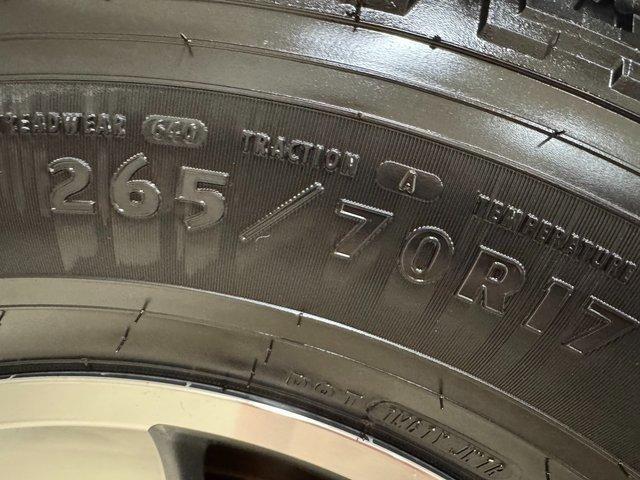 TREADWEAR 640 TRACTION A TEMPERATURE
265/70R17
DOT